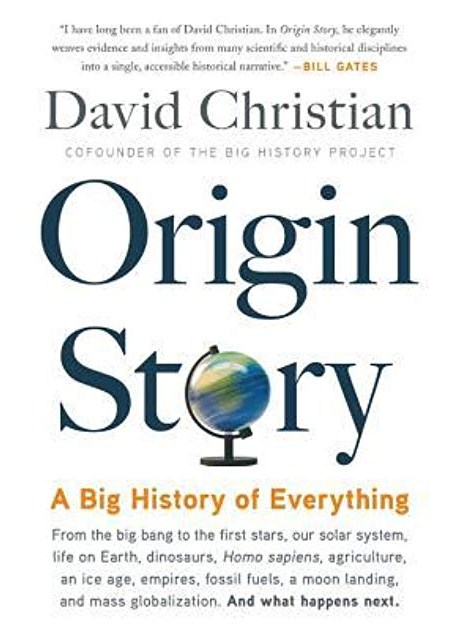 "I have long been a fan of David Christian. In Origin Story, he elegantly
weaves evidence and insights from many scientific and historical disciplines
into a single, accessible historical narrative." —BILL GATES
David Christian
COFOUNDER OF THE BIG HISTORY PROJECT
Origin
Story
A Big History of Everything
From the big bang to the first stars, our solar system,
life on Earth, dinosaurs, Homo sapiens, agriculture,
an ice age, empires, fossil fuels, a moon landing,
and mass globalization. And what happens next.